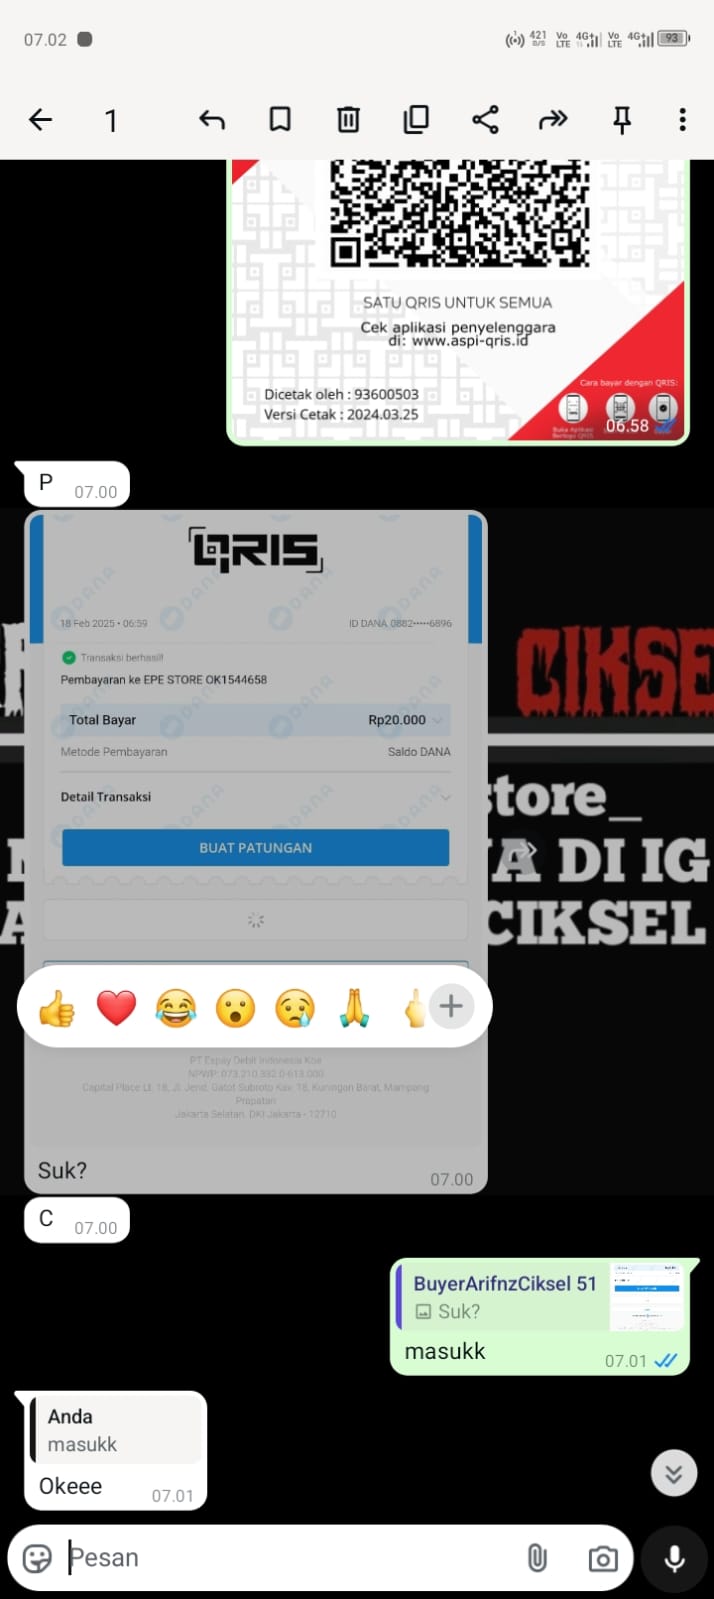 07.02
421
B/S
Vo
LTE
4G+
Vo
LTE
4G+
93
1
SATU QRIS UNTUK SEMUA
Cek aplikasi penyelenggara
di: www.aspi-qris.id
Dicetak oleh : 93600503
Versi Cetak : 2024.03.25
Cara bayar dengan QRIS:
06.58
P 07.00
QRIS
18 Feb 2025 • 06:59
ID DANA 0882•••••6896
Transaksi berhasil!
Pembayaran ke EPE STORE OK1544658
Total Bayar
Rp20.000
Metode Pembayaran
Saldo DANA
Detail Transaksi
BUAT PATUNGAN
CIKSE
store_
A DI IG
CIKSEL
PT Espay Debit Indonesia Koe
NPWP: 073.210.332.0-613.000
Capital Place Lt. 18, Jl. Jend. Gatot Subroto Kav. 18, Kuningan Barat, Mampang
Prapatan
Jakarta Selatan, DKI Jakarta - 12710
Suk?
07.00
C 07.00
BuyerArifnzCiksel 51
Suk?
masukk
07.01
Anda
masukk
Okeee
07.01
Pesan